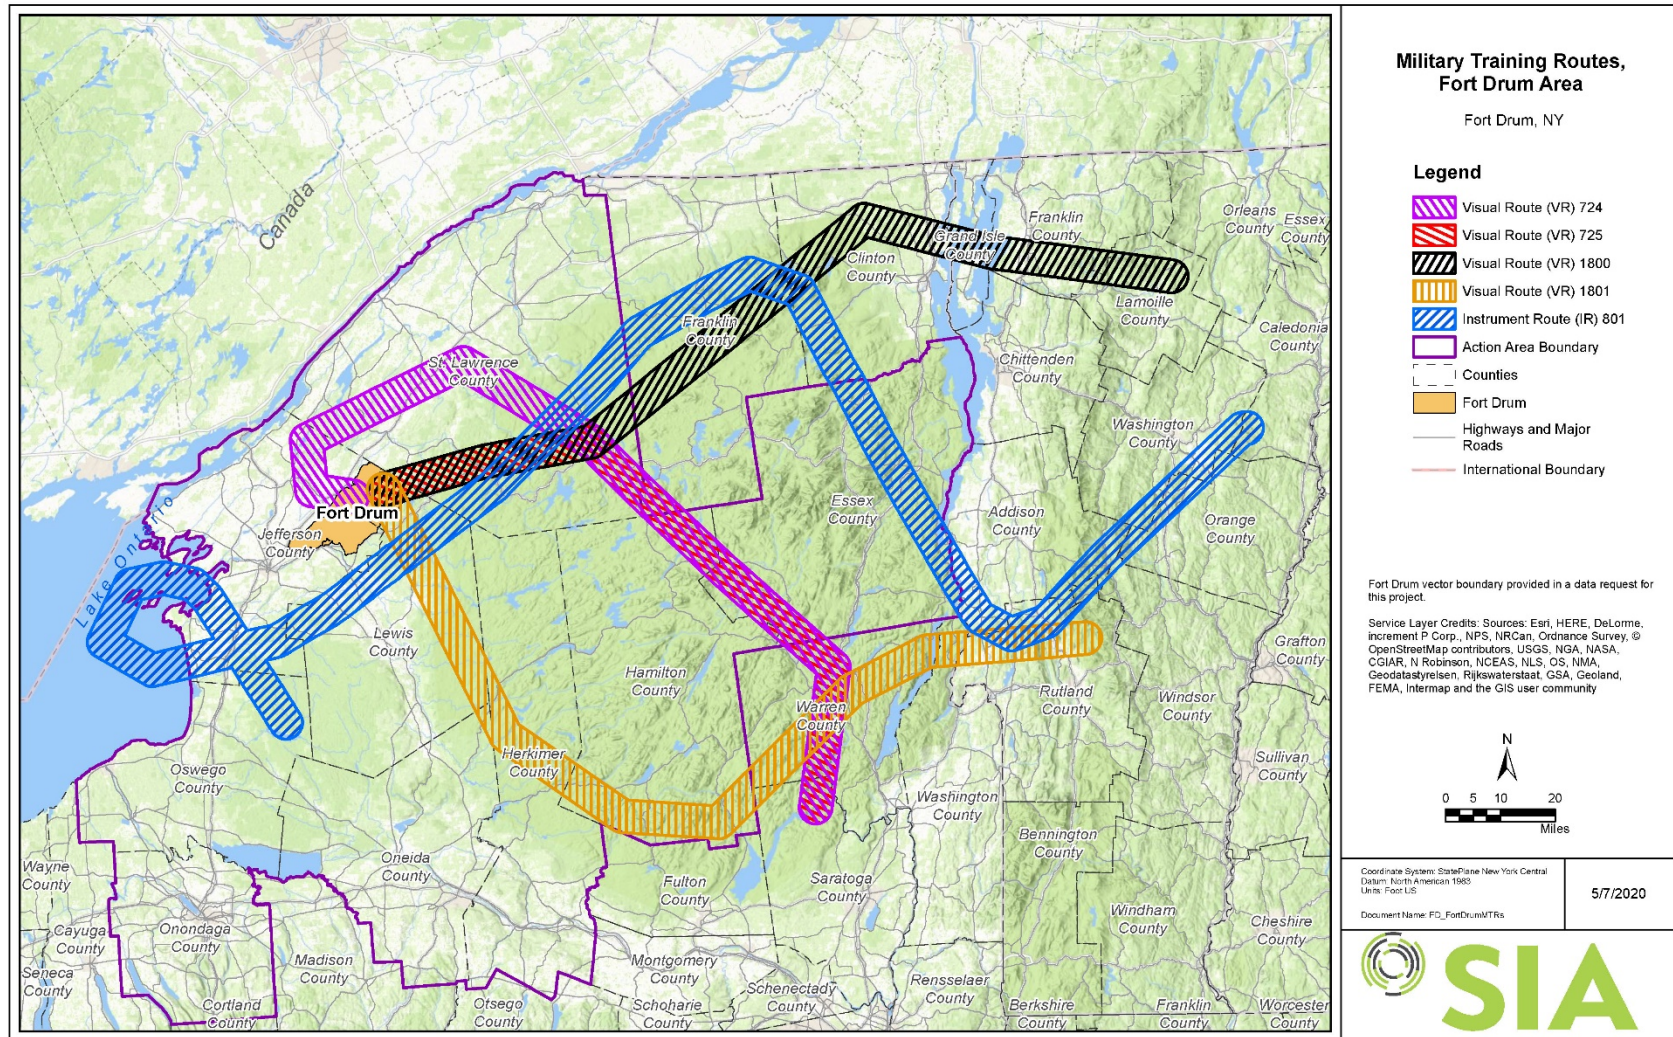 Military Training Routes,
Fort Drum Area
Fort Drum, NY
Legend
Visual Route (VR) 724
Visual Route (VR) 725
Visual Route (VR) 1800
Visual Route (VR) 1801
Instrument Route (IR) 801
Action Area Boundary
Counties
Fort Drum
Highways and Major
Roads
International Boundary
Fort Drum vector boundary provided in a data request for
this project.
Service Layer Credits: Sources: Esri, HERE, DeLorme,
increment P Corp., NPS, NRCan, Ordnance Survey, ©
OpenStreetMap contributors, USGS, NGA, NASA,
CGIAR, N Robinson, NCEAS, NLS, OS, NMA,
Geodatastyrelsen, Rijkswaterstaat, GSA, Geoland,
FEMA, Intermap and the GIS user community
N
0 5 10 20
Miles
Coordinate System: StatePlane New York Central
Datum: North American 1983
Units: Foot US
Document Name: FD_FortDrumMTRs
5/7/2020
SIA
Canada
Lake Ontario
Franklin
County
Orleans
County
Essex
County
Grand Isle
County
Clinton
County
Lamoille
County
Franklin
County
Caledonia
County
St. Lawrence
County
Chittenden
County
Washington
County
Fort Drum
Jefferson
County
Essex
County
Addison
County
Orange
County
Lewis
County
Hamilton
County
Grafton
County
Rutland
County
Windsor
County
Warren
County
Herkimer
County
Oswego
County
Sullivan
County
Washington
County
Bennington
County
Wayne
County
Oneida
County
Fulton
County
Saratoga
County
Windham
County
Cheshire
County
Cayuga
County
Onondaga
County
Madison
County
Montgomery
County
Seneca
County
Cortland
County
Otsego
County
Schoharie
County
Schenectady
County
Rensselaer
County
Berkshire
County
Franklin
County
Worcester
County